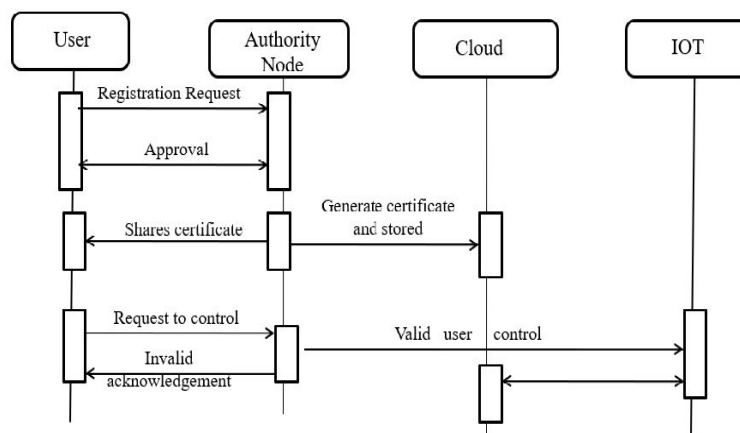 User
Authority
Node
Cloud
IOT
Registration Request
Approval
Generate certificate
and stored
Shares certificate
Request to control
Valid user control
Invalid
acknowledgement